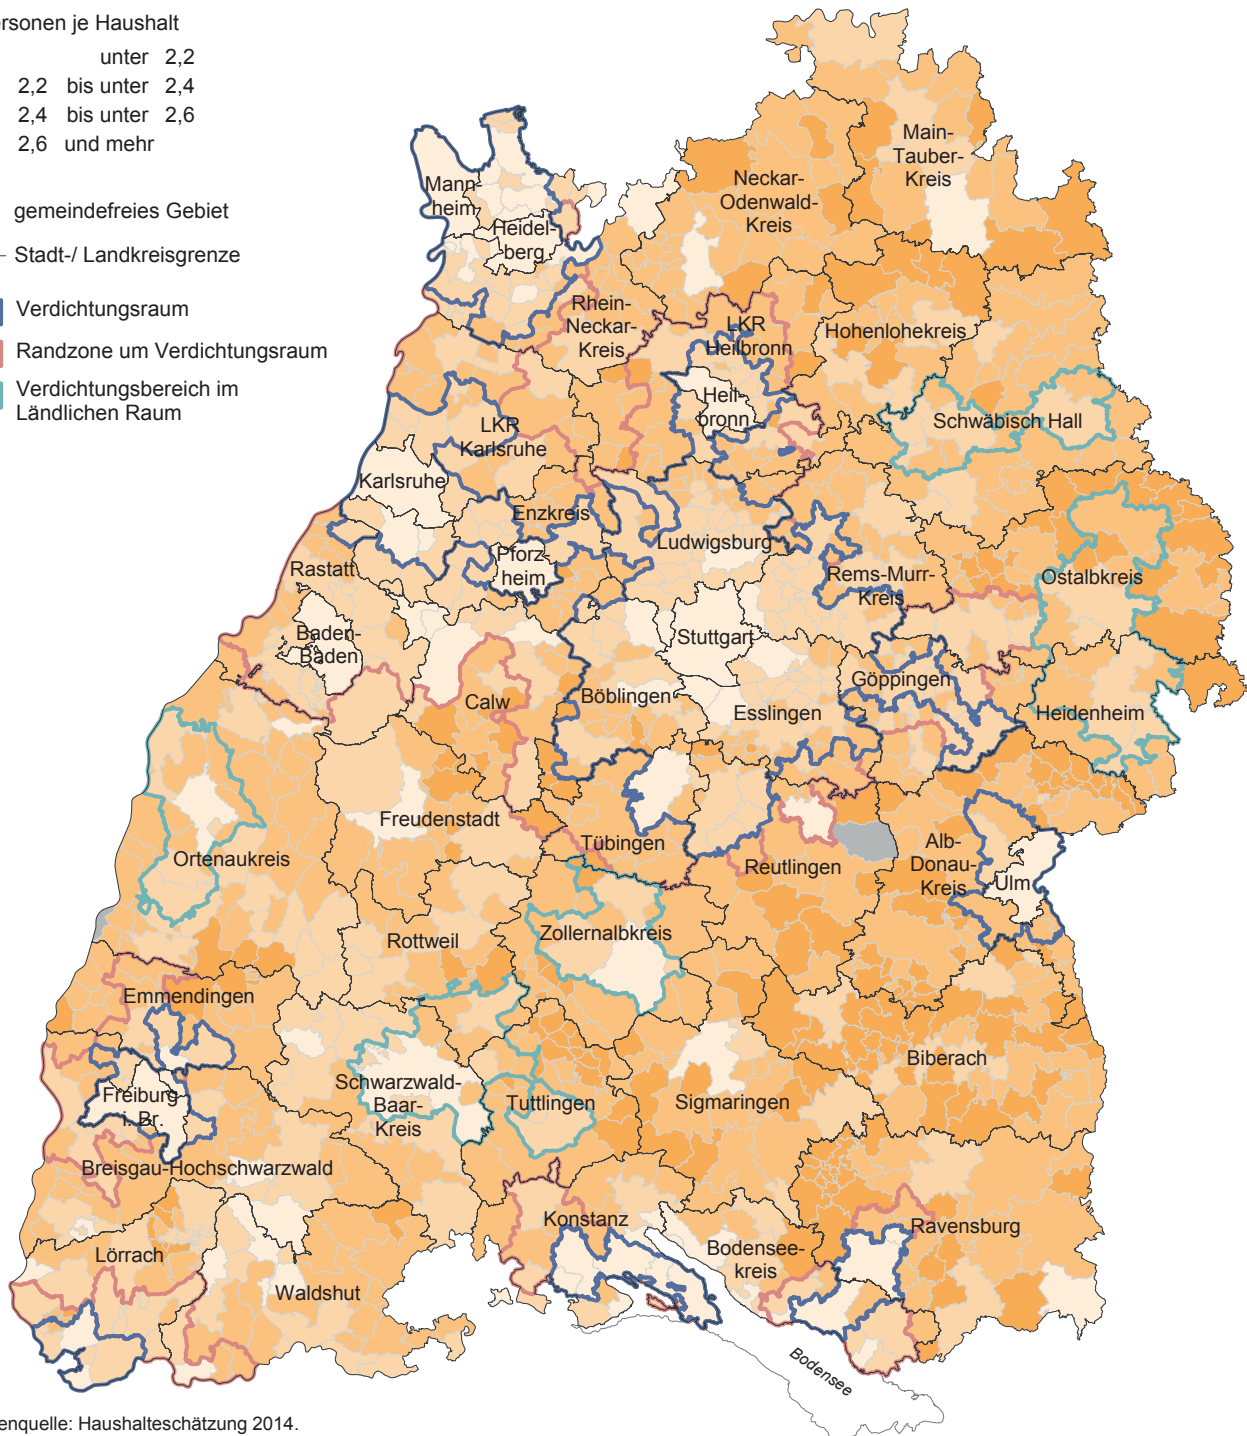 ersonen je Haushalt
unter 2,2
2,2 bis unter 2,4
2,4 bis unter 2,6
2,6 und mehr
gemeindefreies Gebiet
Stadt-/ Landkreisgrenze
Verdichtungsraum
Randzone um Verdichtungsraum
Verdichtungsbereich im
Ländlichen Raum
Main-
Tauber-
Kreis
Neckar-
Odenwald-
Kreis
Mann-
heim
Heidel-
berg
Rhein-
Neckar-
Kreis
LKR
Heilbronn
Hohenlohekreis
Heil-
bronn
Schwäbisch Hall
LKR
Karlsruhe
Karlsruhe
Enzkreis
Ludwigsburg
Pforz-
heim
Rastatt
Rems-Murr-
Kreis
Ostalbkreis
Baden-
Baden
Stuttgart
Calw
Böblingen
Esslingen
Göppingen
Heidenheim
Freudenstadt
Tübingen
Reutlingen
Alb-
Donau-
Kreis
Ulm
Ortenaukreis
Rottweil
Zollernalbkreis
Emmendingen
Biberach
Freiburg
i. Br.
Schwarzwald-
Baar-
Kreis
Tuttlingen
Sigmaringen
Breisgau-Hochschwarzwald
Konstanz
Ravensburg
Lörrach
Bodensee-
kreis
Waldshut
Bodensee
enquelle: Haushalteschätzung 2014.